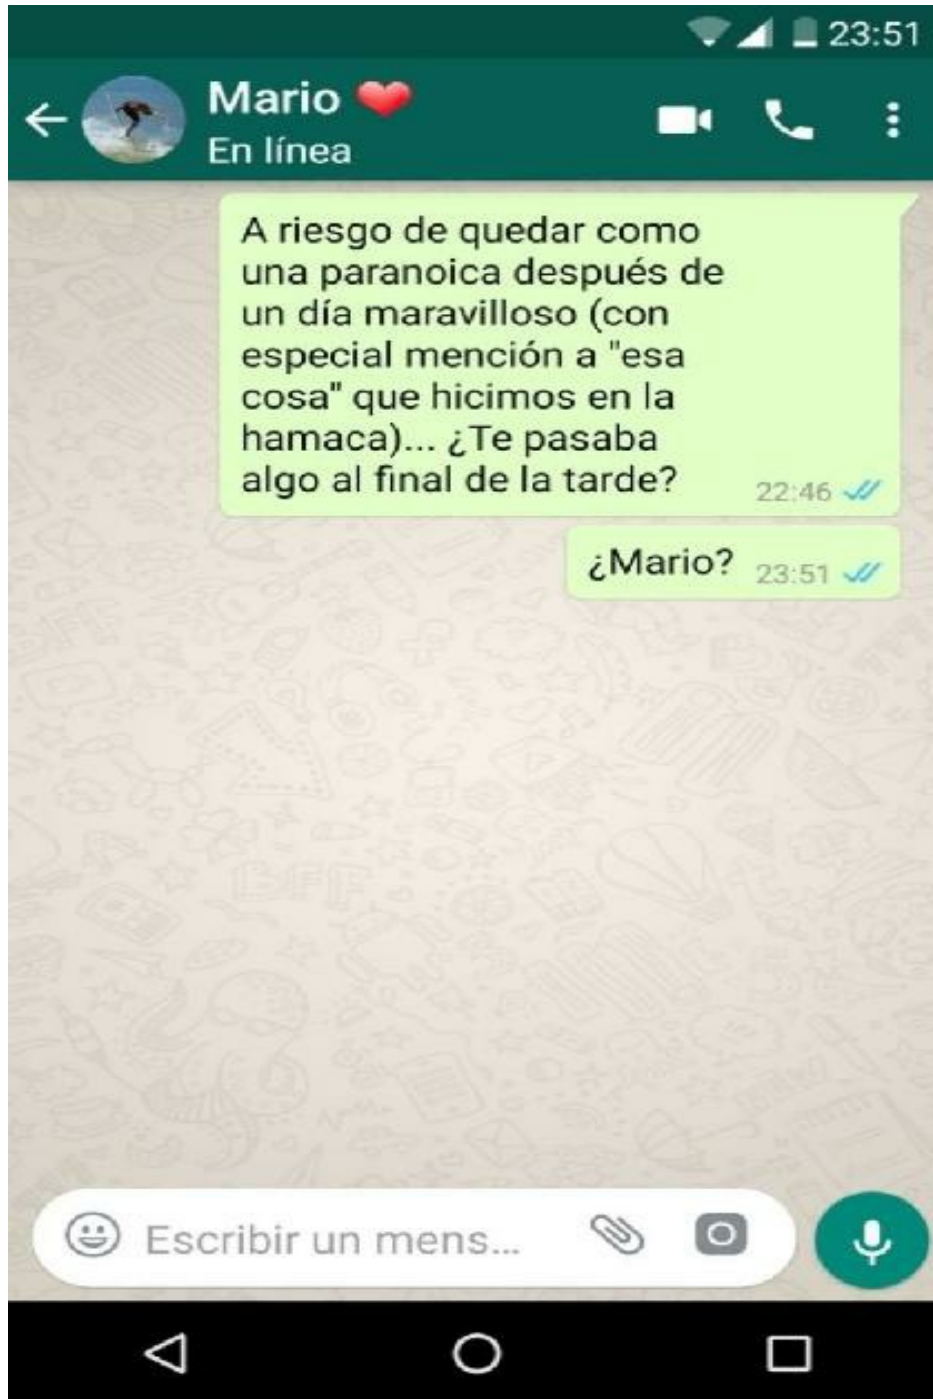 23:51
Mario ❤️
En línea
A riesgo de quedar como
una paranoica después de
un día maravilloso (con
especial mención a "esa
cosa" que hicimos en la
hamaca)... ¿Te pasaba
algo al final de la tarde?
22:46
¿Mario?
23:51
Escribir un mens...